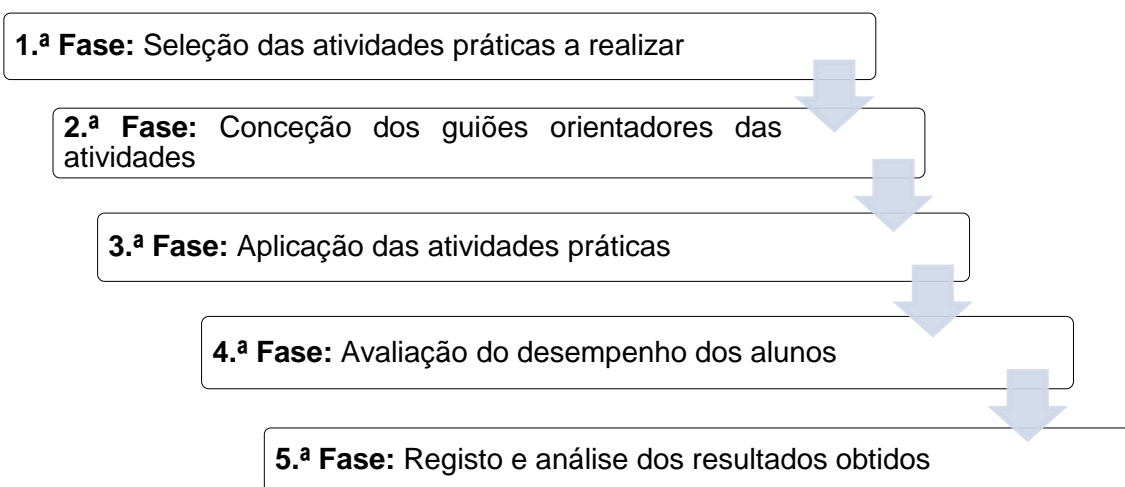 1.ª Fase: Seleção das atividades práticas a realizar
2.ª Fase: Conceção dos guiões orientadores das
atividades
3.ª Fase: Aplicação das atividades práticas
4.ª Fase: Avaliação do desempenho dos alunos
5.ª Fase: Registo e análise dos resultados obtidos